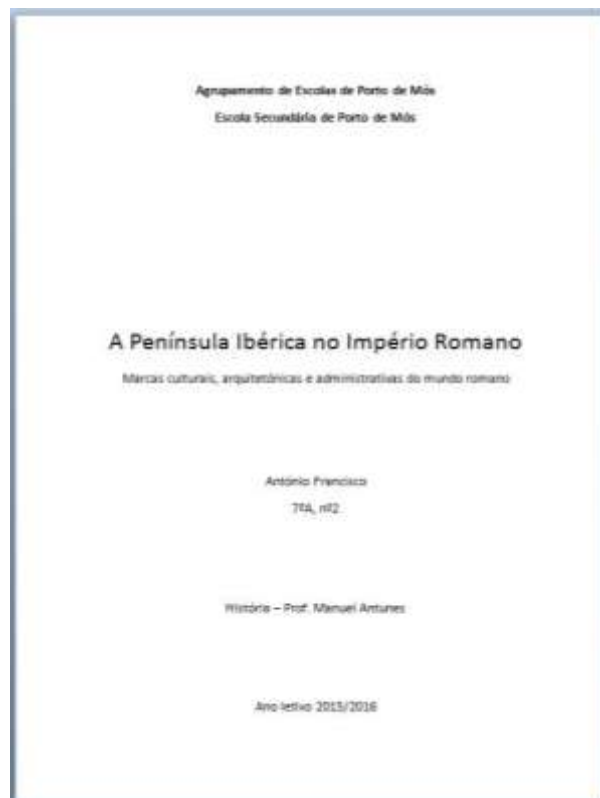 Agrupamento de Escolas de Porto de Mós
Escola Secundária de Porto de Mós
A Península Ibérica no Império Romano
Marcas culturais, arquitetónicas e administrativas do mundo romano
António Francisco
7ºA, nº2
História – Prof. Manuel Antunes
Ano letivo 2015/2016